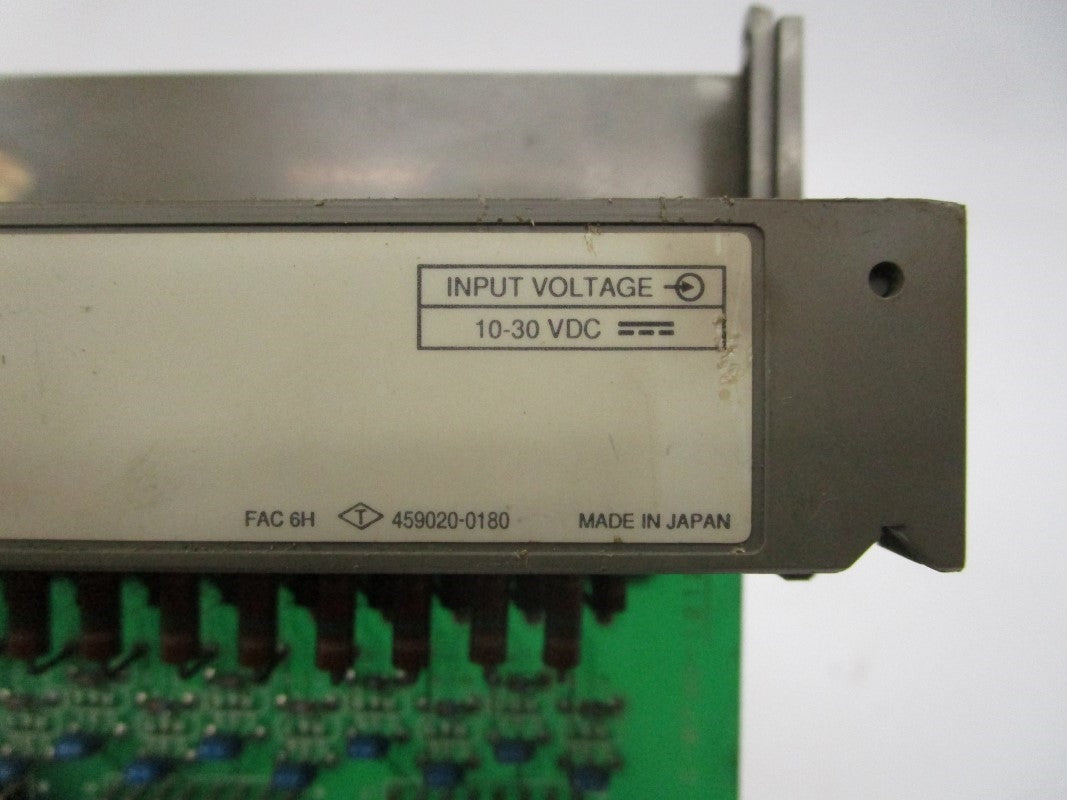 INPUT VOLTAGE
10-30 VDC
FAC 6H T 459020-0180 MADE IN JAPAN